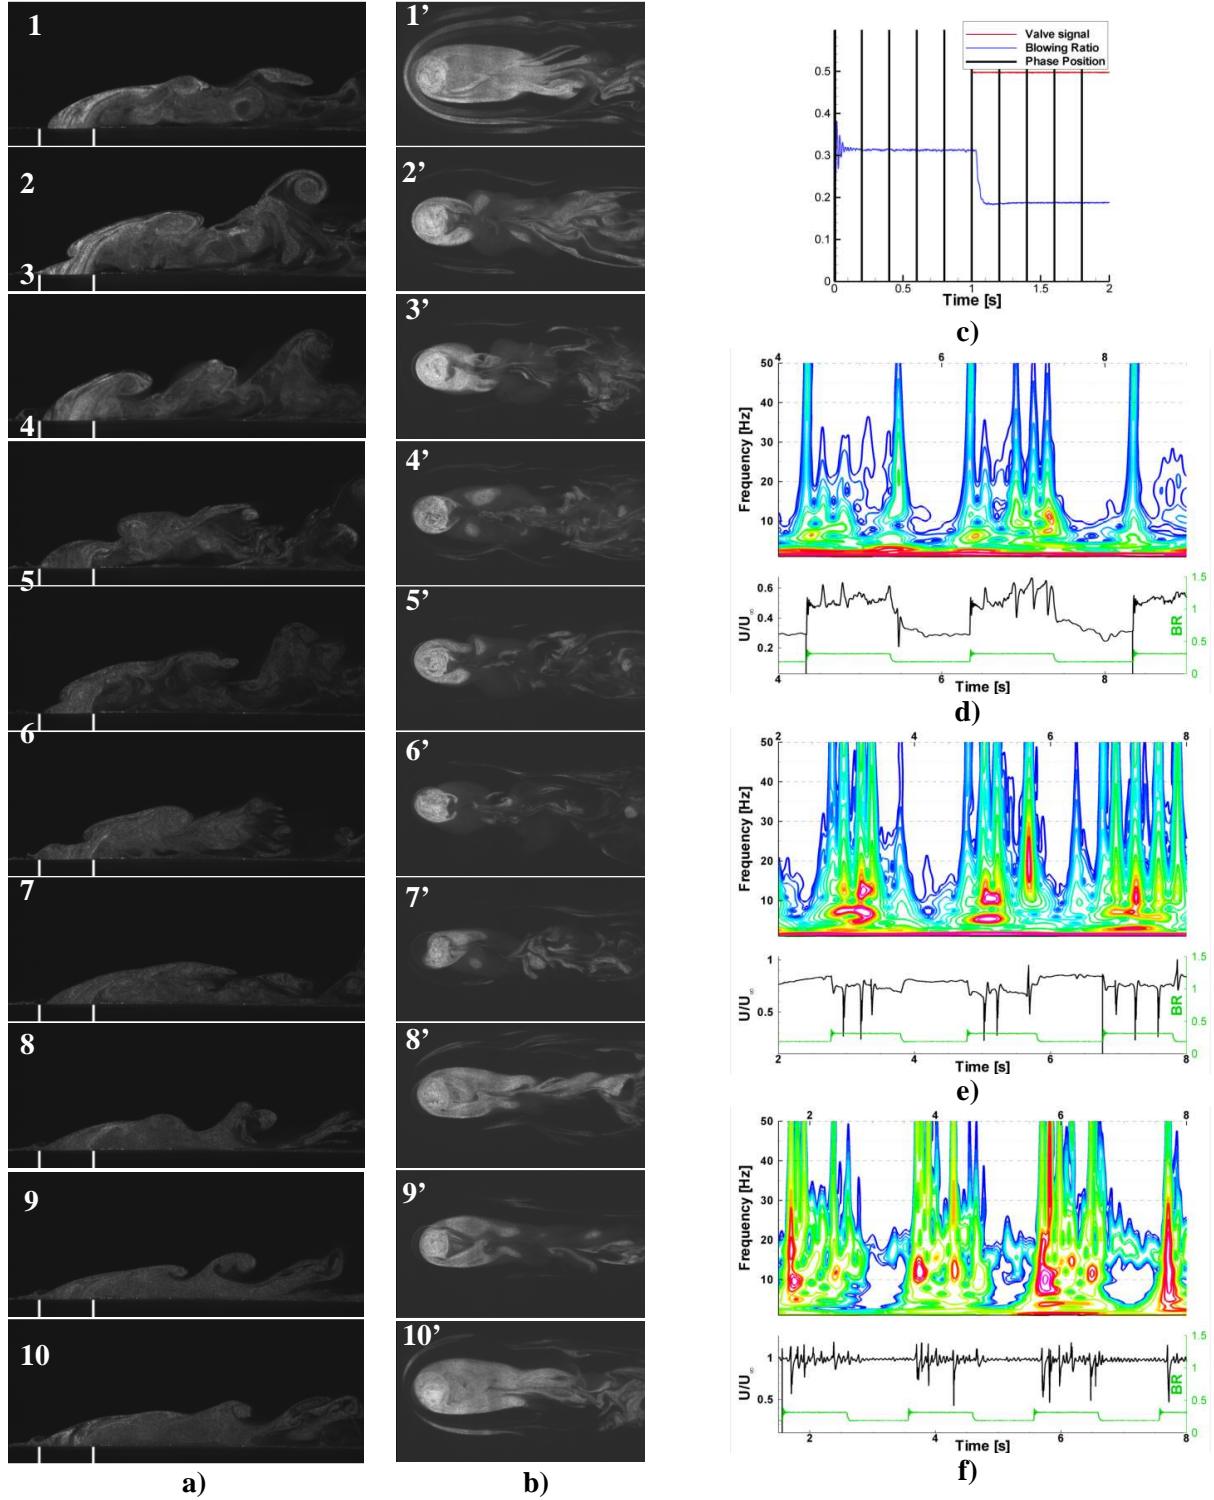 1
2
3
4
5
6
7
8
9
10
a)
1’
2’
3’
4’
5’
6’
7’
8’
9’
10’
b)
Valve signal
Blowing Ratio
Phase Position
0.5
0.4
0.3
0.2
0.1
0
0 0.5 1 1.5 2
Time [s]
c)
4 6 8
50
40
30
20
10
Frequency [Hz]
0.6
0.4
0.2
U/U∞
1.5
1
0.5
0
BR
4 6 8
Time [s]
d)
2 4 6 8
50
40
30
20
10
Frequency [Hz]
1
0.5
U/U∞
1.5
1
0.5
0
BR
2 4 6 8
Time [s]
e)
2 4 6 8
50
40
30
20
10
Frequency [Hz]
1
0.5
U/U∞
1.5
1
0.5
0
BR
2 4 6 8
Time [s]
f)